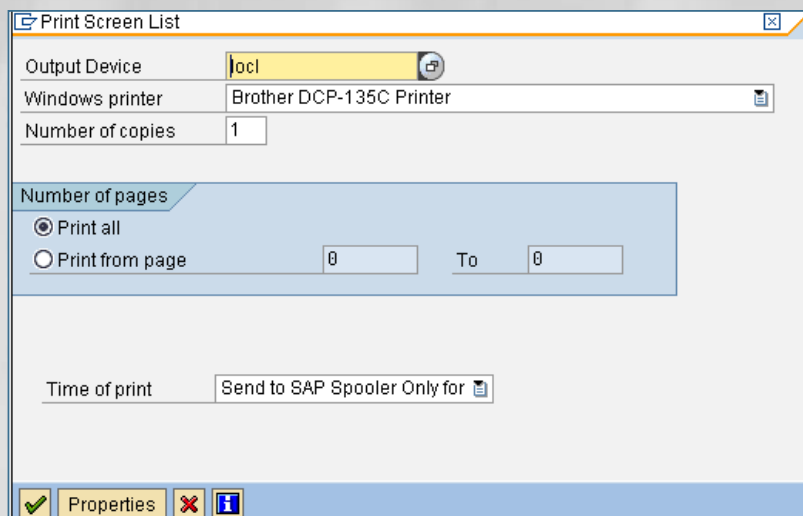 Print Screen List
Output Device locl
Windows printer Brother DCP-135C Printer
Number of copies 1
Number of pages
Print all
Print from page 0 To 0
Time of print Send to SAP Spooler Only for
Properties